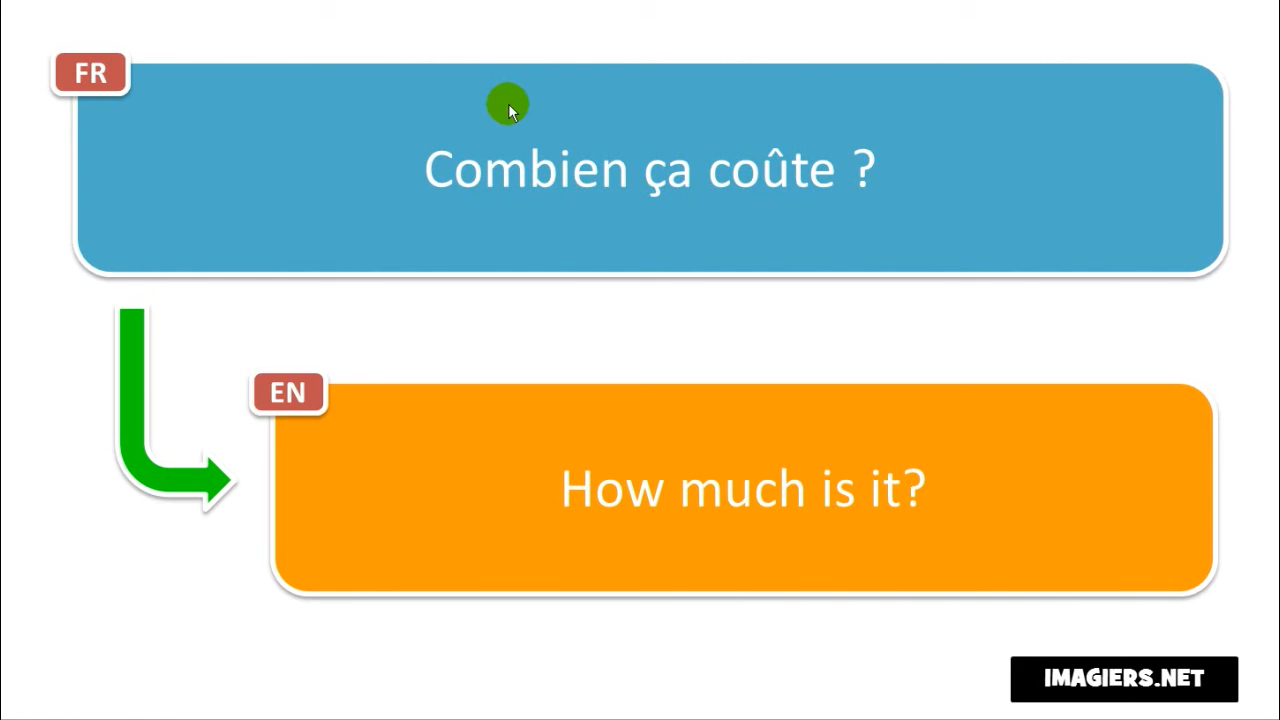 FR
Combien ça coûte ?
EN
How much is it?
IMAGIERS.NET